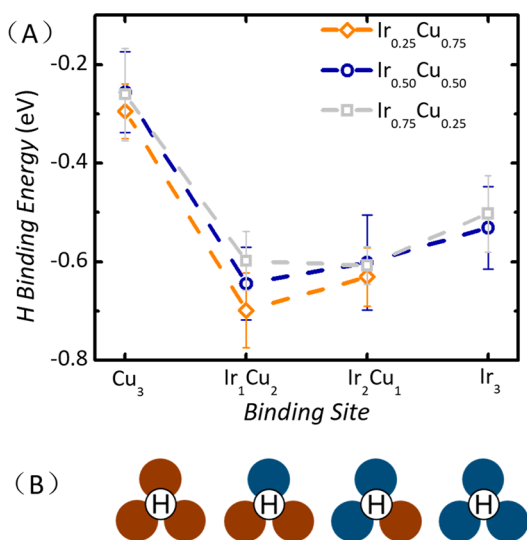 （A）
Ir0.25Cu0.75
Ir0.50Cu0.50
Ir0.75Cu0.25
H Binding Energy (eV)
-0.2
-0.4
-0.6
-0.8
Cu3 Ir1Cu2 Ir2Cu1 Ir3
Binding Site
（B）
H H H H